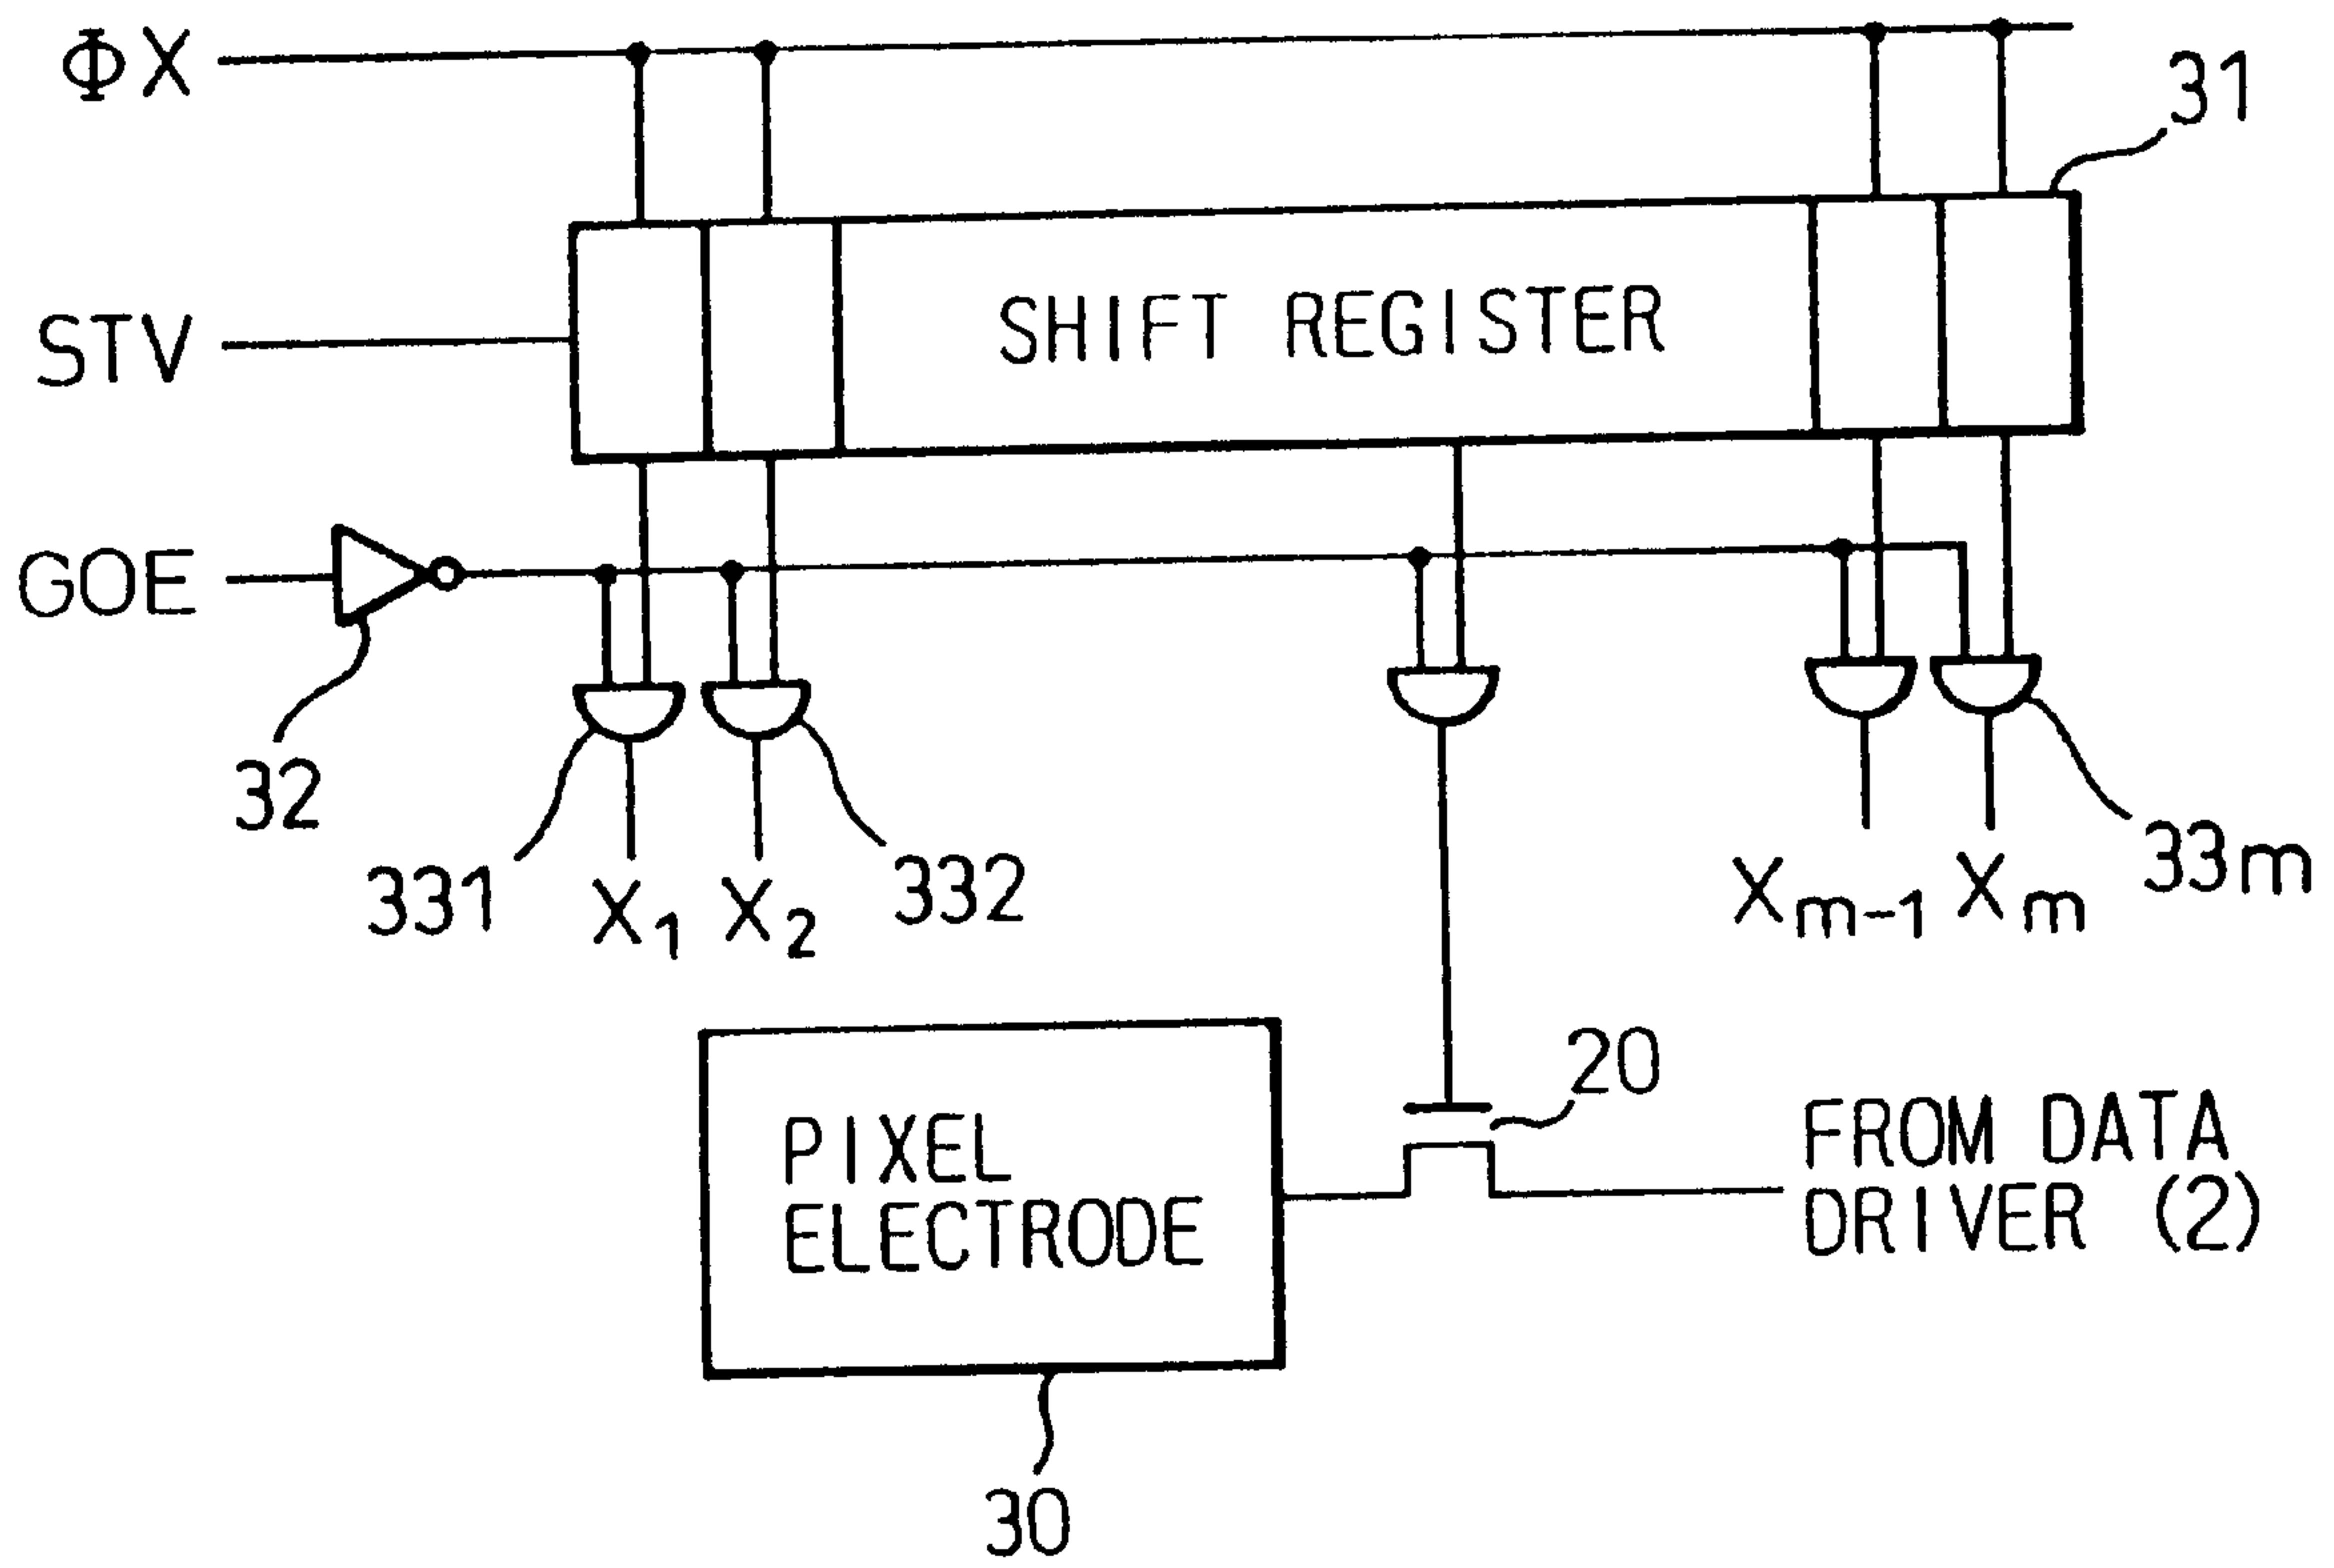 ΦX
31
STV
SHIFT REGISTER
GOE
32
331
X1
X2
332
Xm-1
Xm
33m
20
PIXEL
ELECTRODE
FROM DATA
DRIVER (2)
30